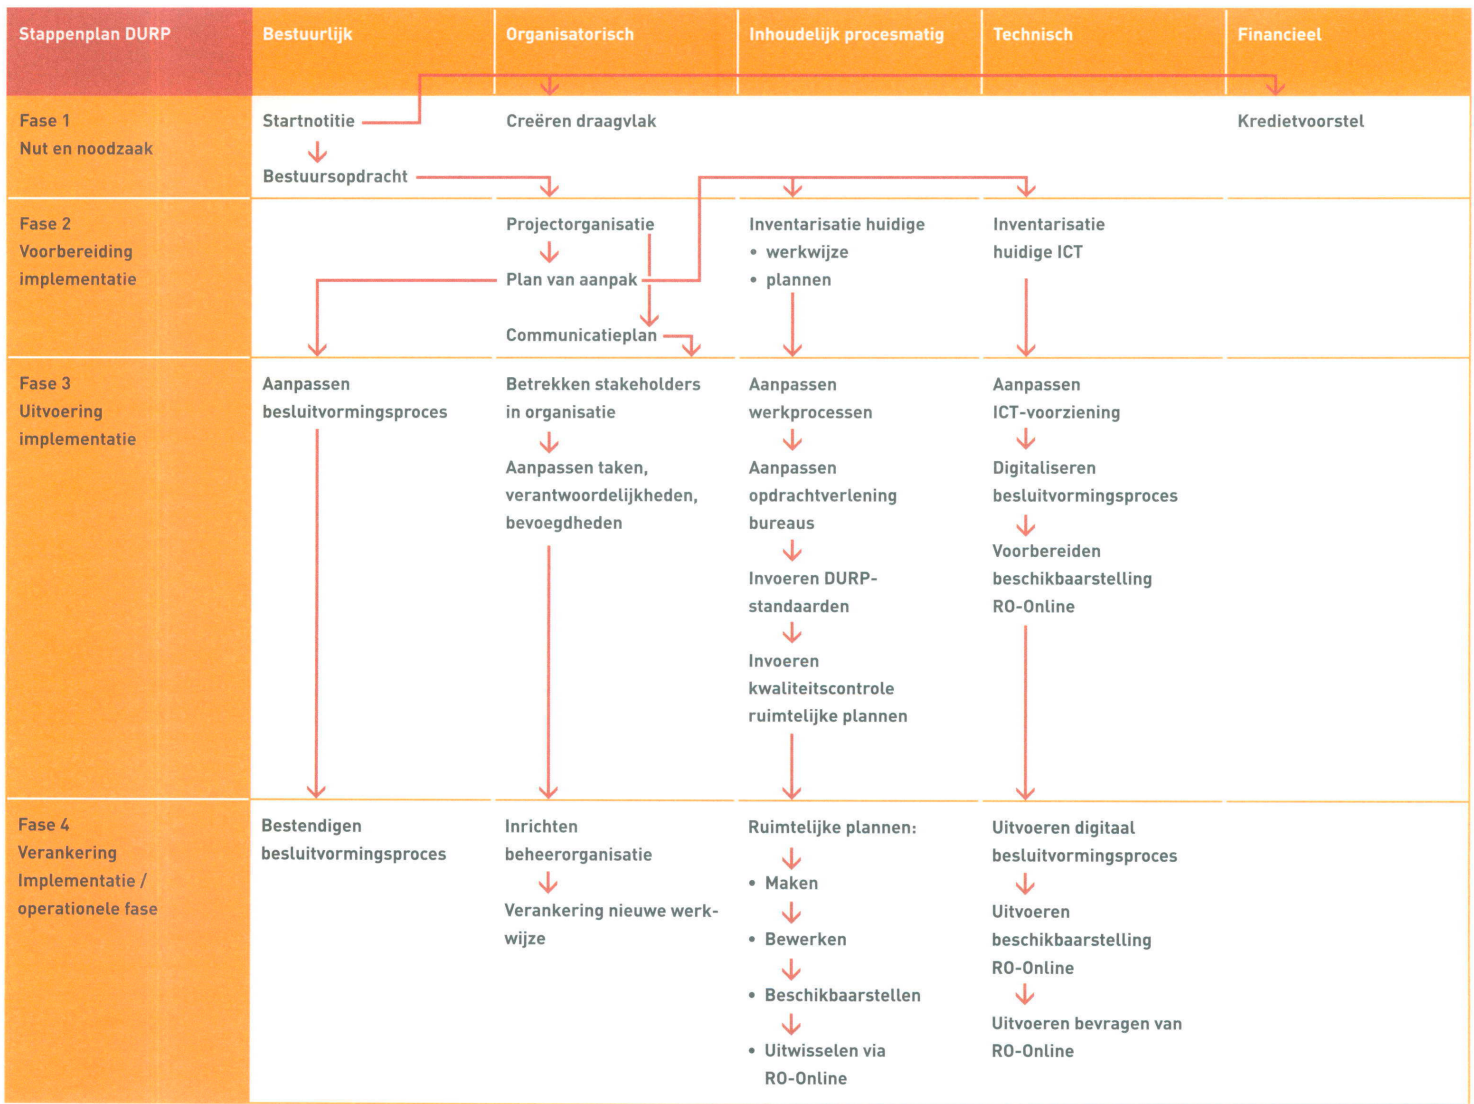 Stappenplan DURP
Bestuurlijk
Organisatorisch
Inhoudelijk procesmatig
Technisch
Financieel
Fase 1
Nut en noodzaak
Startnotitie
Bestuursopdracht
Creëren draagvlak
Kredietvoorstel
Fase 2
Voorbereiding
implementatie
Projectorganisatie
Plan van aanpak
Communicatieplan
Inventarisatie huidige
• werkwijze
• plannen
Inventarisatie
huidige ICT
Fase 3
Uitvoering
implementatie
Aanpassen
besluitvormingsproces
Betrekken stakeholders
in organisatie
Aanpassen taken,
verantwoordelijkheden,
bevoegdheden
Aanpassen
werkprocessen
Aanpassen
opdrachtverlening
bureaus
Invoeren DURP-
standaarden
Invoeren
kwaliteitscontrole
ruimtelijke plannen
Aanpassen
ICT-voorziening
Digitaliseren
besluitvormingsproces
Voorbereiden
beschikbaarstelling
RO-Online
Fase 4
Verankering
Implementatie /
operationele fase
Bestendigen
besluitvormingsproces
Inrichten
beheerorganisatie
Verankering nieuwe werk-
wijze
Ruimtelijke plannen:
• Maken
• Bewerken
• Beschikbaarstellen
• Uitwisselen via
RO-Online
Uitvoeren digitaal
besluitvormingsproces
Uitvoeren
beschikbaarstelling
RO-Online
Uitvoeren bevragen van
RO-Online